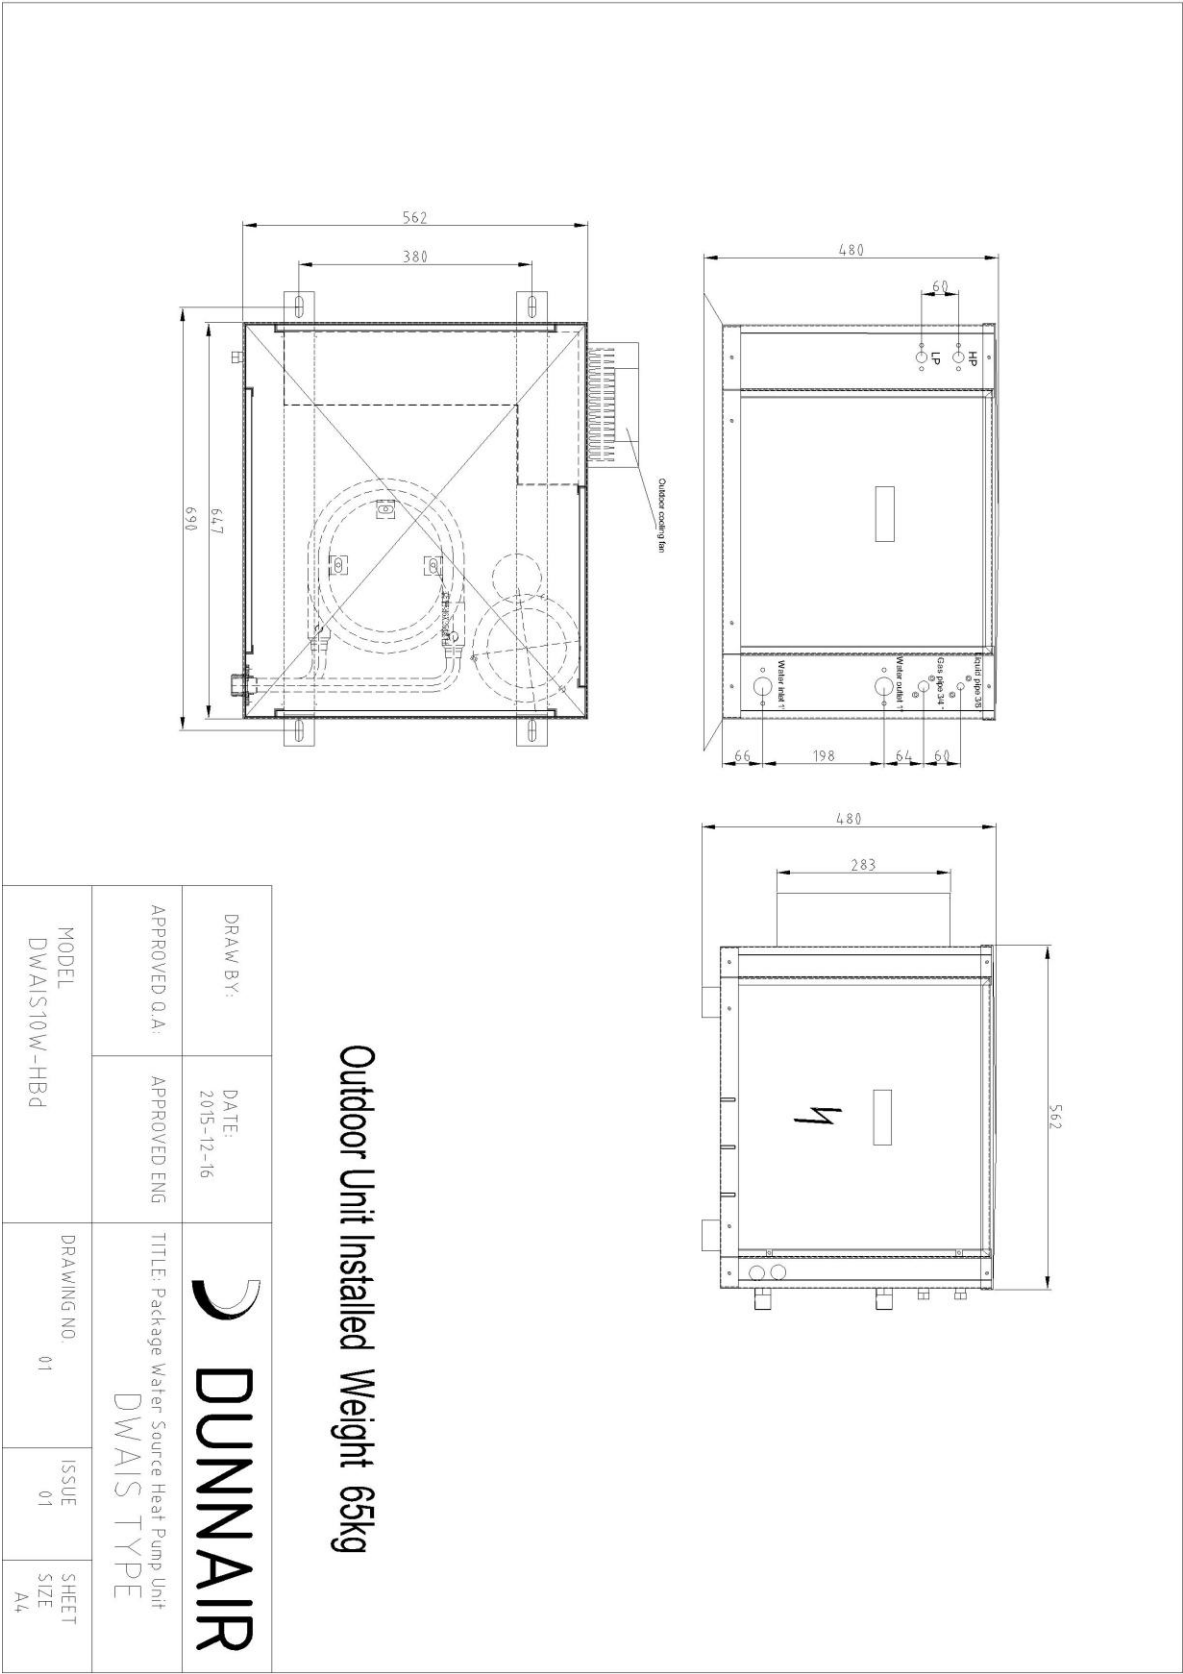 562
380
647
690
Outdoor cooling fan
480
60
HP
LP
Liquid pipe 3/8"
Gas pipe 3/4"
Water outlet 1"
Water inlet 1"
66
198
64
60
480
283
562
Outdoor Unit Installed Weight 65kg
DRAW BY:
DATE:
2015-12-16
DUNNAIR
APPROVED Q.A:
APPROVED ENG
TITLE: Package Water Source Heat Pump Unit
DWAIS TYPE
MODEL
DWAIS10W-HBd
DRAWING NO.
01
ISSUE
01
SHEET
SIZE
A4